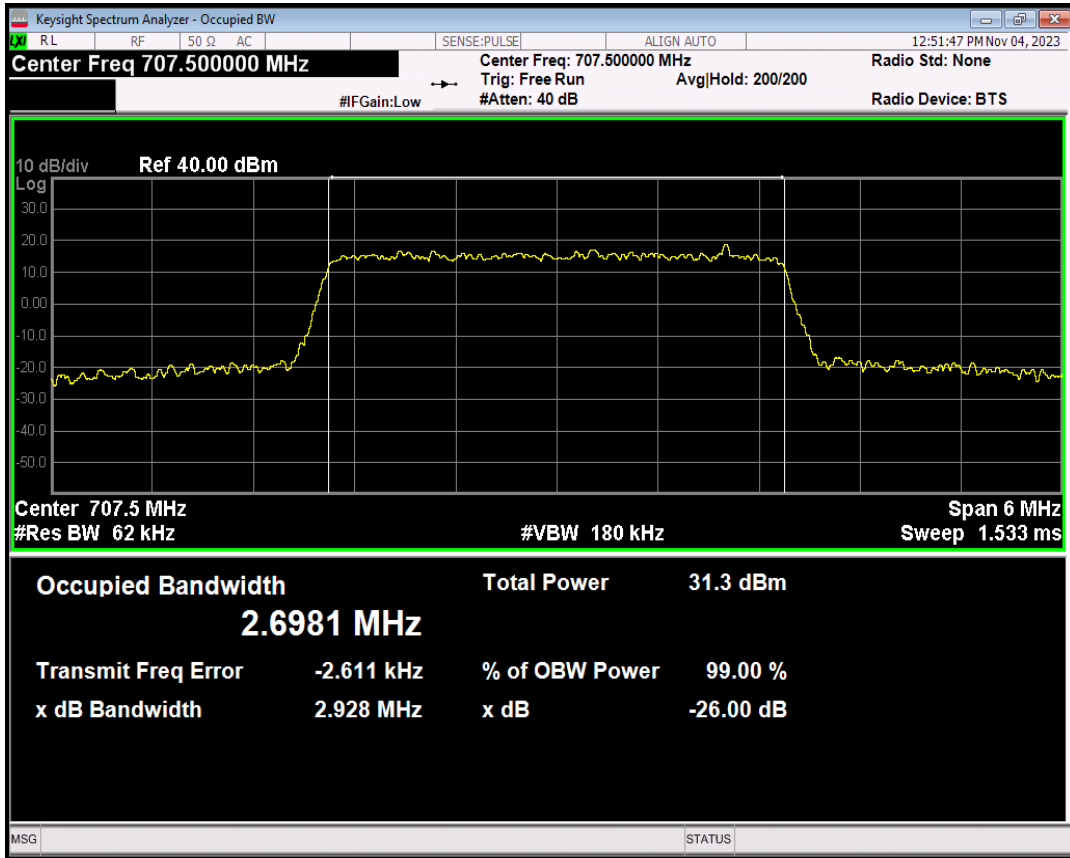 Keysight Spectrum Analyzer - Occupied BW
LXI RL RF 50 Ω AC SENSE:PULSE ALIGN AUTO 12:51:47 PM Nov 04, 2023
Center Freq 707.500000 MHz Center Freq: 707.500000 MHz Radio Std: None
Trig: Free Run Avg|Hold: 200/200
#IFGain:Low #Atten: 40 dB Radio Device: BTS
10 dB/div Ref 40.00 dBm
Log
30.0
20.0
10.0
0.00
-10.0
-20.0
-30.0
-40.0
-50.0
Center 707.5 MHz Span 6 MHz
#Res BW 62 kHz #VBW 180 kHz Sweep 1.533 ms
Occupied Bandwidth Total Power 31.3 dBm
2.6981 MHz
Transmit Freq Error -2.611 kHz % of OBW Power 99.00 %
x dB Bandwidth 2.928 MHz x dB -26.00 dB
MSG STATUS